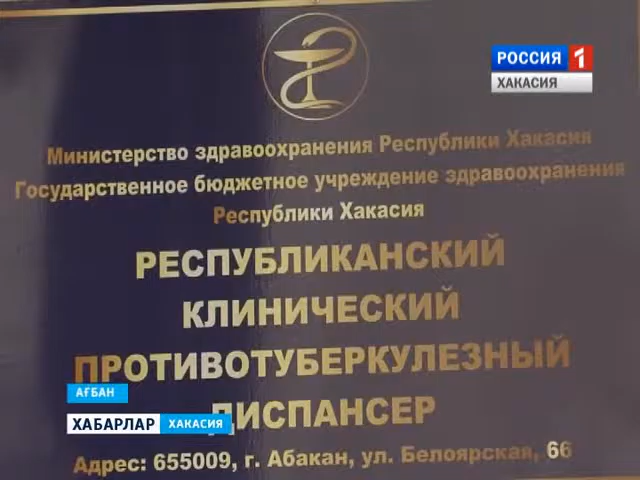 РОССИЯ 1
ХАКАСИЯ
Министерство здравоохранения Республики Хакасия
Государственное бюджетное учреждение здравоохранения
Республики Хакасия
РЕСПУБЛИКАНСКИЙ
КЛИНИЧЕСКИЙ
ПРОТИВОТУБЕРКУЛЕЗНЫЙ
ДИСПАНСЕР
АҒБАН
ХАБАРЛАР ХАКАСИЯ
Адрес: 655009, г. Абакан, ул. Белоярская, 66